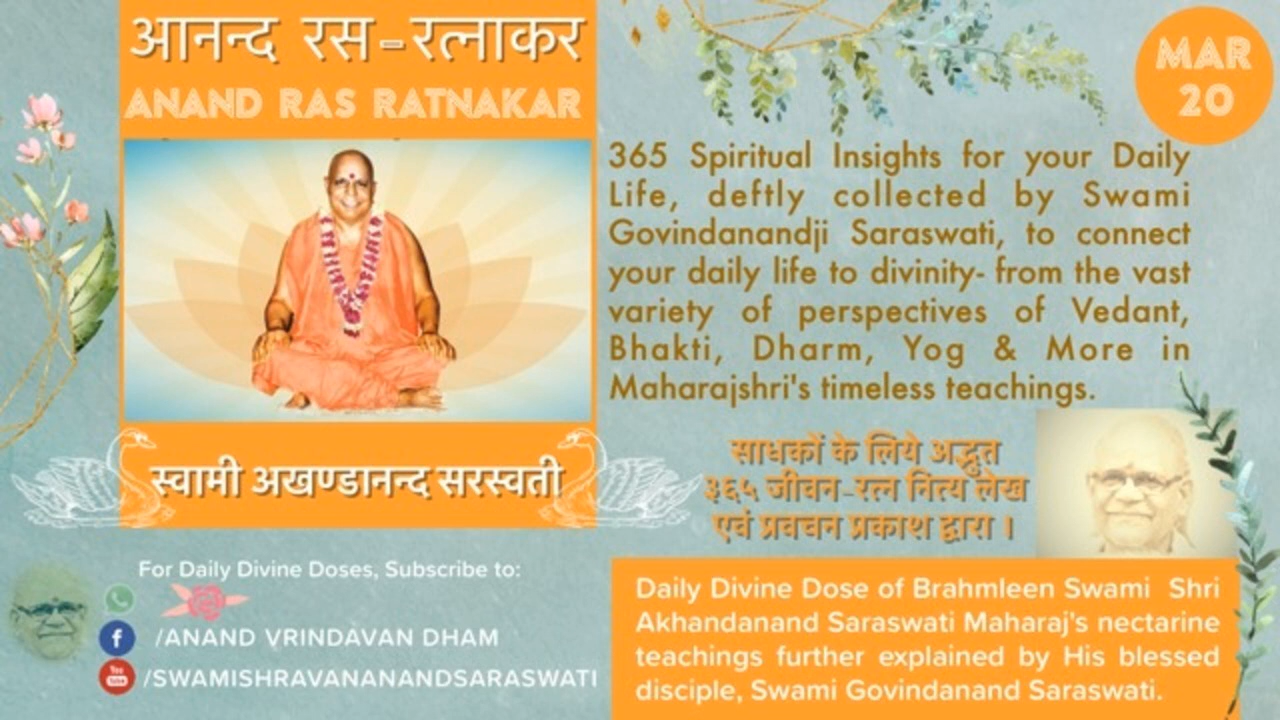 आनन्द रस-रत्नाकर
ANAND RAS RATNAKAR
स्वामी अखण्डानन्द सरस्वती
For Daily Divine Doses, Subscribe to:
/ANAND VRINDAVAN DHAM
You
Tube
/SWAMISHRAVANANANDSARASWATI
MAR
20
365 Spiritual Insights for your Daily
Life, deftly collected by Swami
Govindanandji Saraswati, to connect
your daily life to divinity- from the vast
variety of perspectives of Vedant,
Bhakti, Dharm, Yog & More in
Maharajshri's timeless teachings.
साधकों के लिये अद्भुत
३६५ जीवन-रत्न नित्य लेख
एवं प्रवचन प्रकाश द्वारा ।
Daily Divine Dose of Brahmleen Swami Shri
Akhandanand Saraswati Maharaj's nectarine
teachings further explained by His blessed
disciple, Swami Govindanand Saraswati.